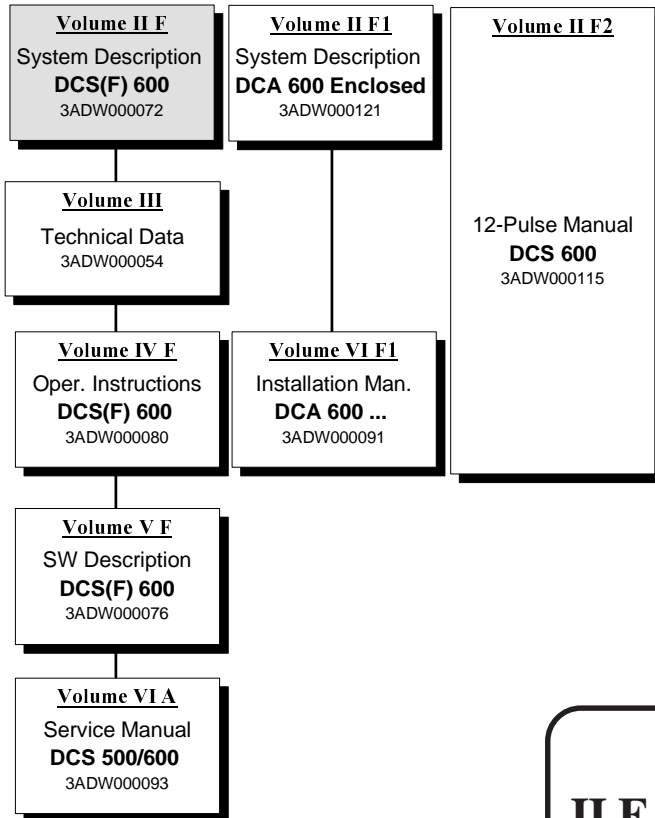 Volume II F
System Description
DCS(F) 600
3ADW000072
Volume II F1
System Description
DCA 600 Enclosed
3ADW000121
Volume II F2
12-Pulse Manual
DCS 600
3ADW000115
Volume III
Technical Data
3ADW000054
Volume IV F
Oper. Instructions
DCS(F) 600
3ADW000080
Volume VI F1
Installation Man.
DCA 600 ...
3ADW000091
Volume V F
SW Description
DCS(F) 600
3ADW000076
Volume VI A
Service Manual
DCS 500/600
3ADW000093
II F